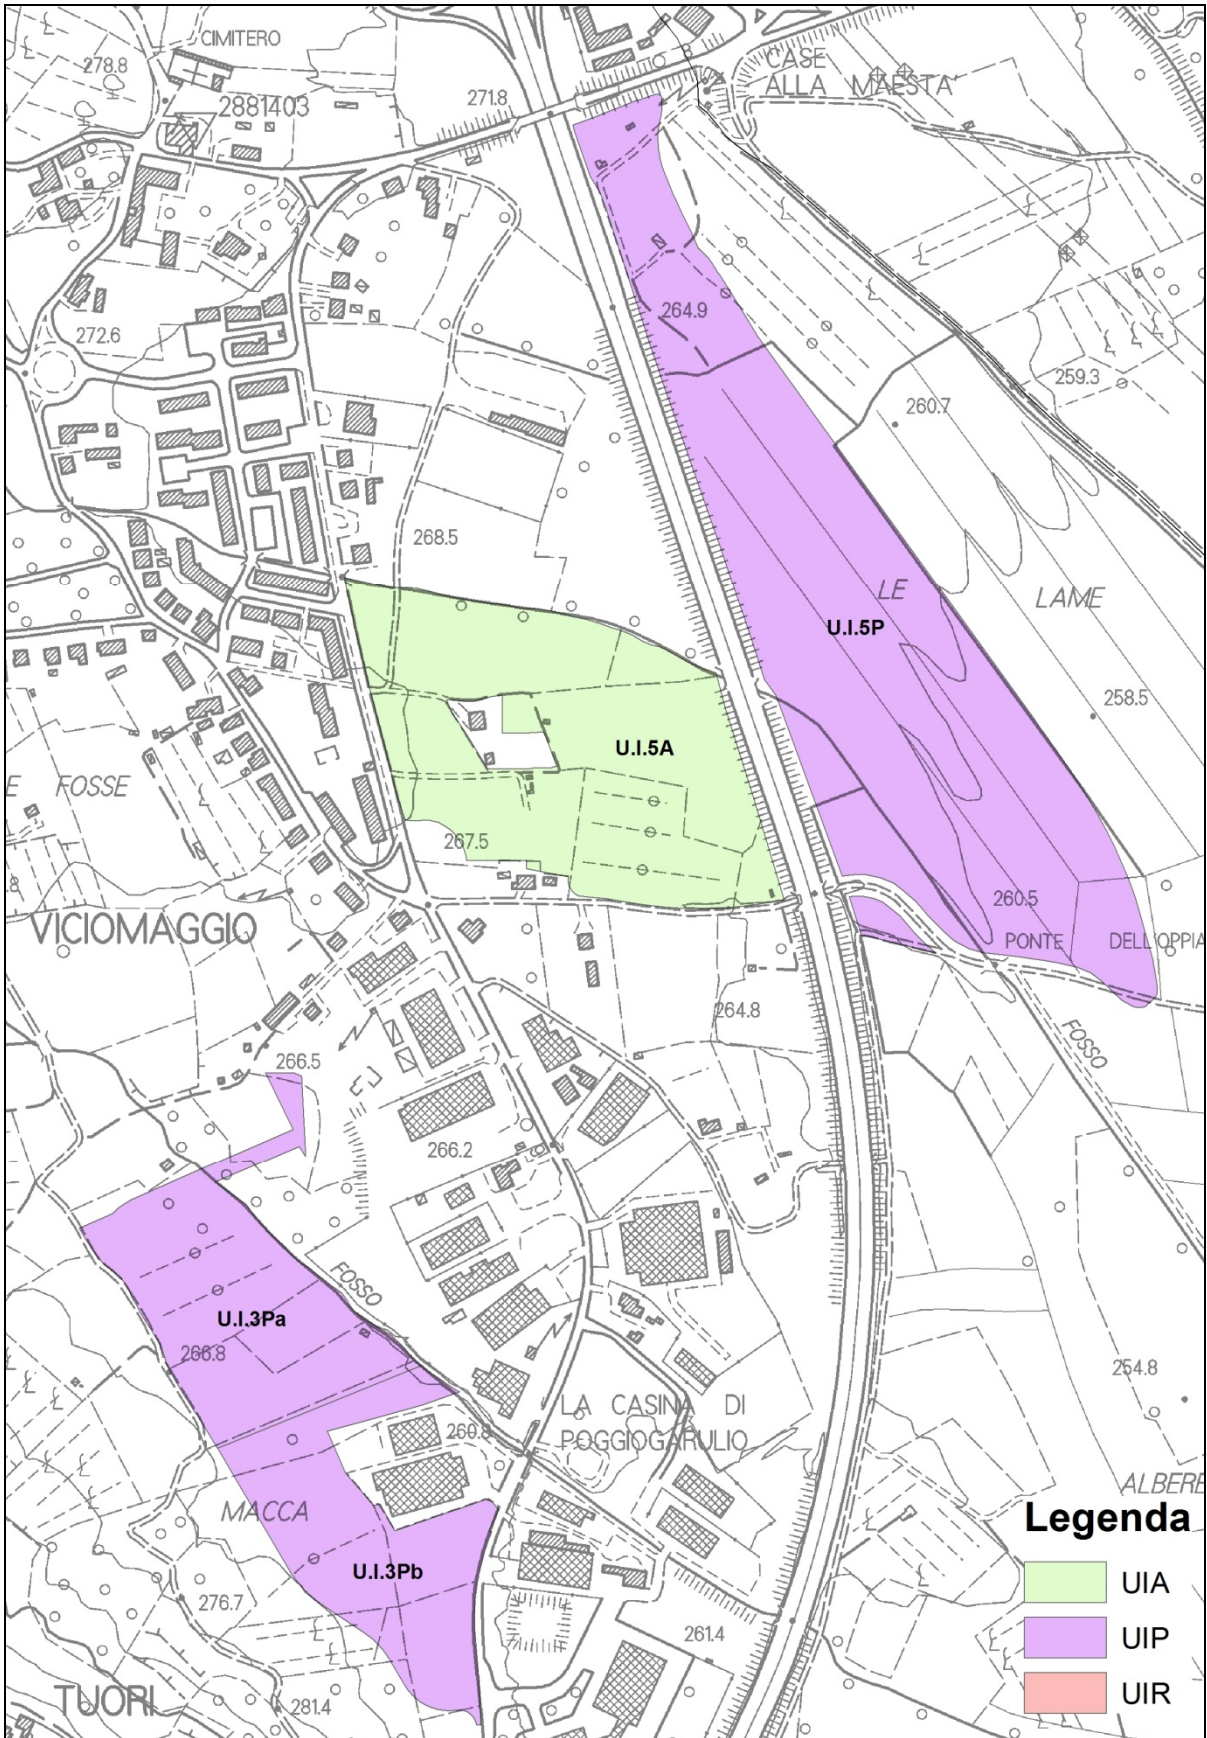 CIMITERO
278.8
2881403
271.8
CASE
ALLA MAESTA'
272.6
264.9
259.3
260.7
268.5
LE LAME
U.I.5P
258.5
U.I.5A
E FOSSE
267.5
260.5
VICIOMAGGIO
PONTE DELL'OPPIA
264.8
FOSSO
266.5
266.2
FOSSO
U.I.3Pa
266.8
254.8
LA CASINA DI
POGGIOGARULIO
260.8
MACCA
ALBERE
Legenda
U.I.3Pb
UIA
276.7
261.4
UIP
TUORI
281.4
UIR